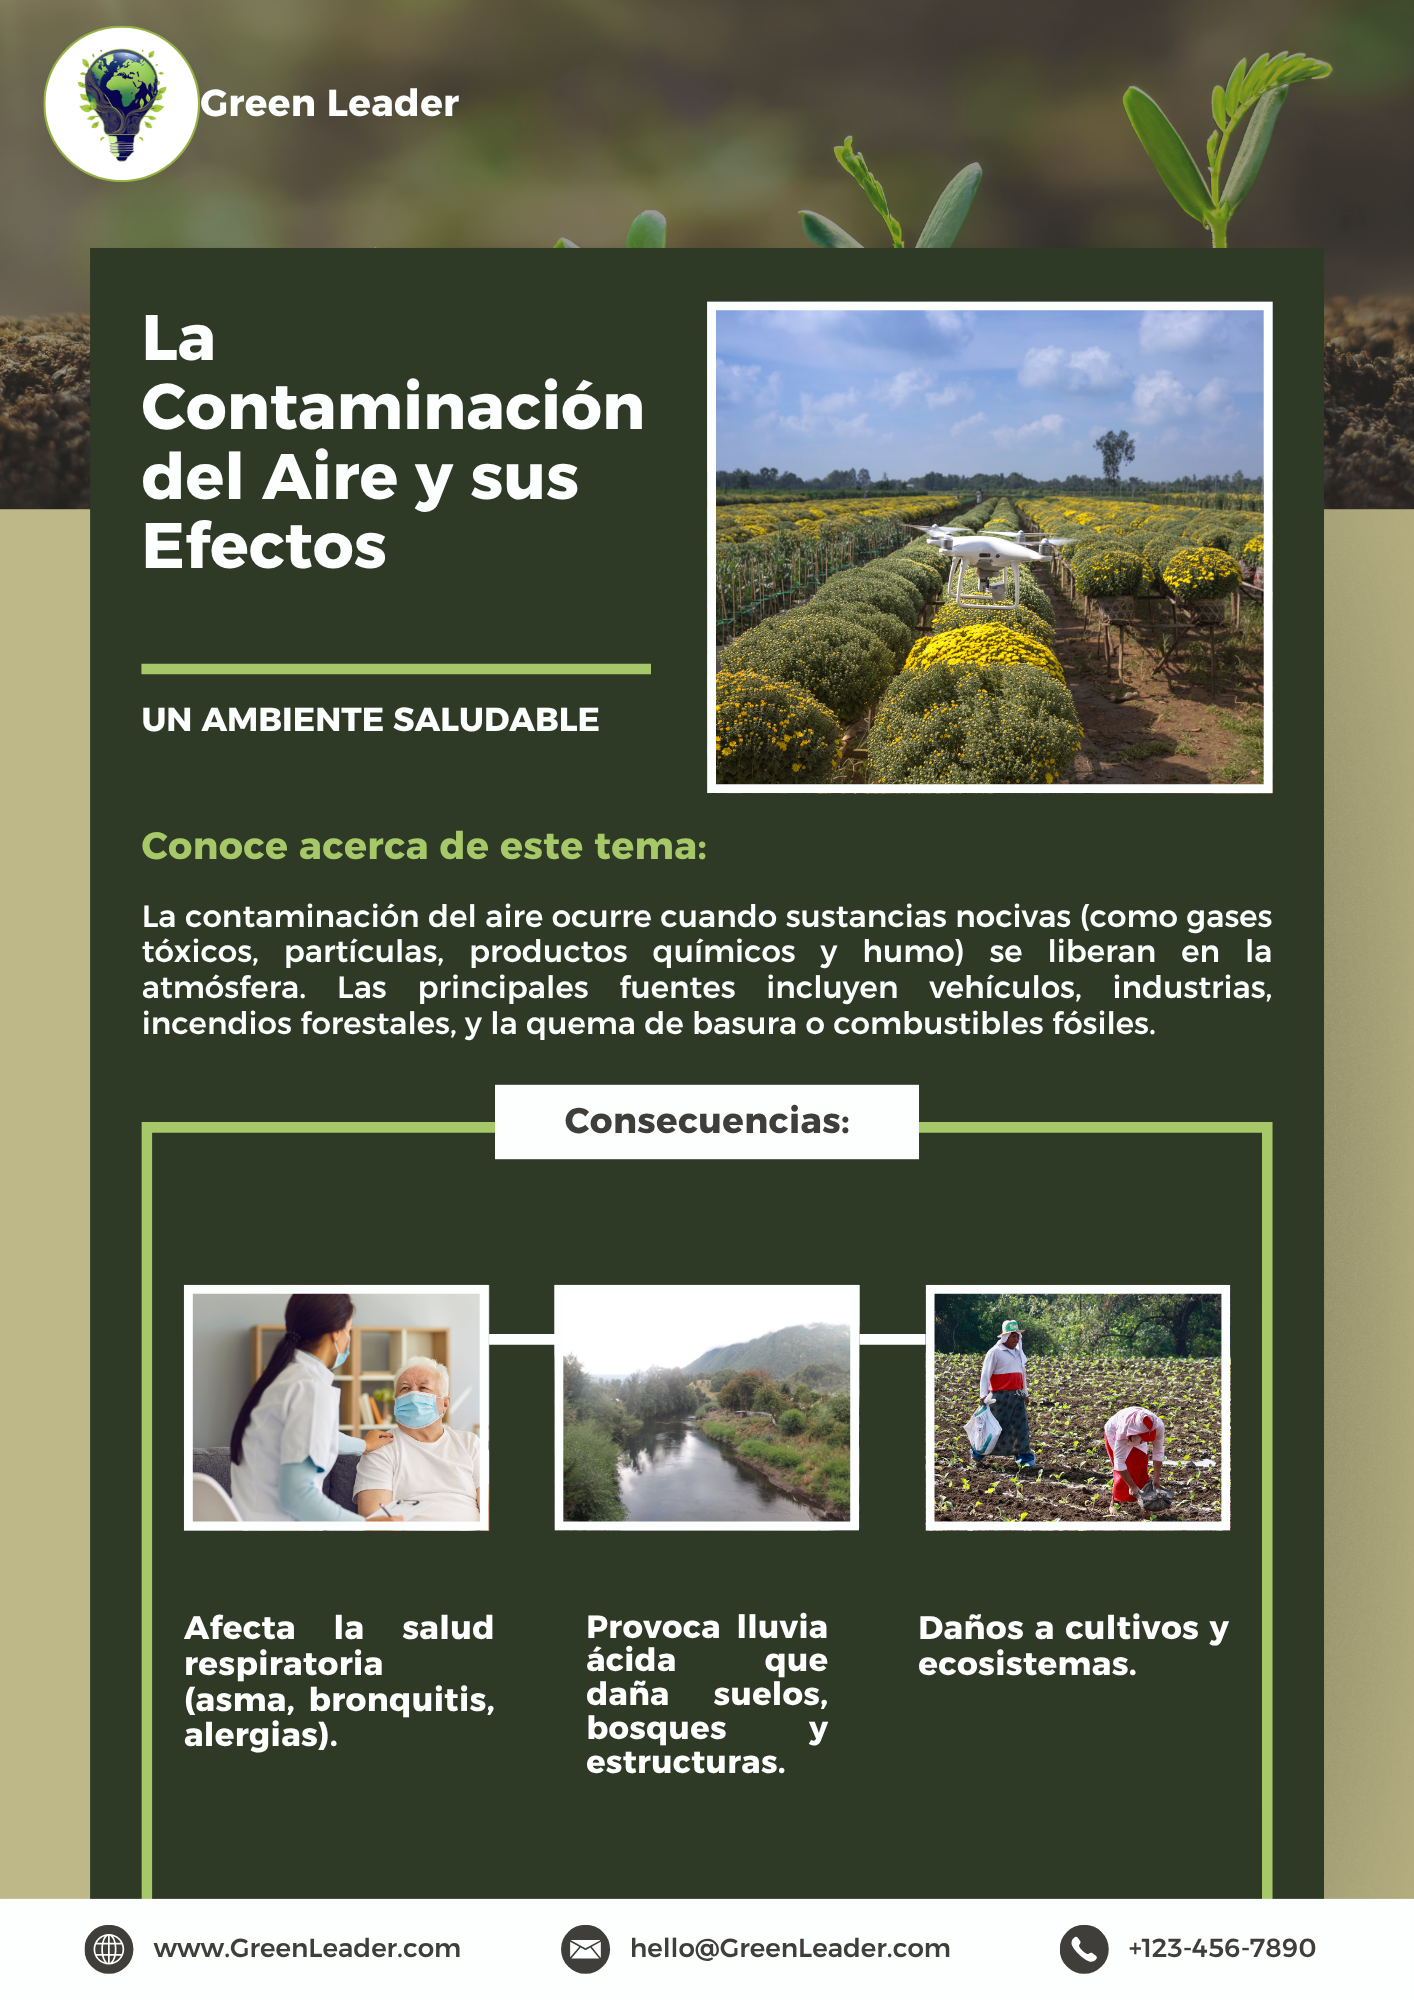 Green Leader
La
Contaminación
del Aire y sus
Efectos
UN AMBIENTE SALUDABLE
Conoce acerca de este tema:
La contaminación del aire ocurre cuando sustancias nocivas (como gases
tóxicos, partículas, productos químicos y humo) se liberan en la
atmósfera. Las principales fuentes incluyen vehículos, industrias,
incendios forestales, y la quema de basura o combustibles fósiles.
Consecuencias:
Afecta la salud
respiratoria
(asma, bronquitis,
alergias).
Provoca lluvia
ácida que
daña suelos,
bosques y
estructuras.
Daños a cultivos y
ecosistemas.
www.GreenLeader.com
hello@GreenLeader.com
+123-456-7890